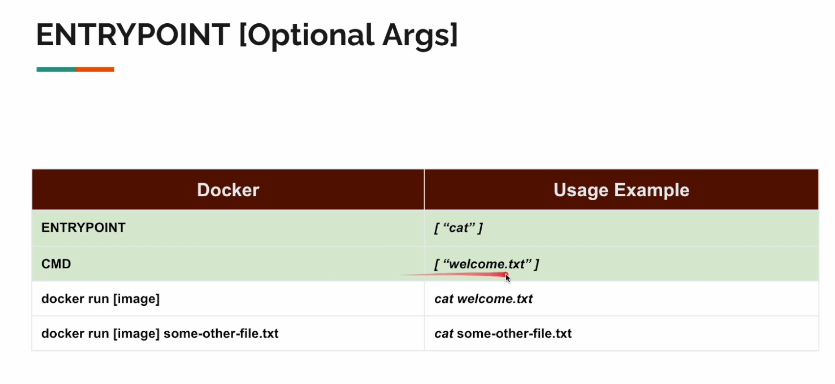 ENTRYPOINT [Optional Args]
Docker Usage Example
ENTRYPOINT [ “cat” ]
CMD [ “welcome.txt” ]
docker run [image] cat welcome.txt
docker run [image] some-other-file.txt cat some-other-file.txt